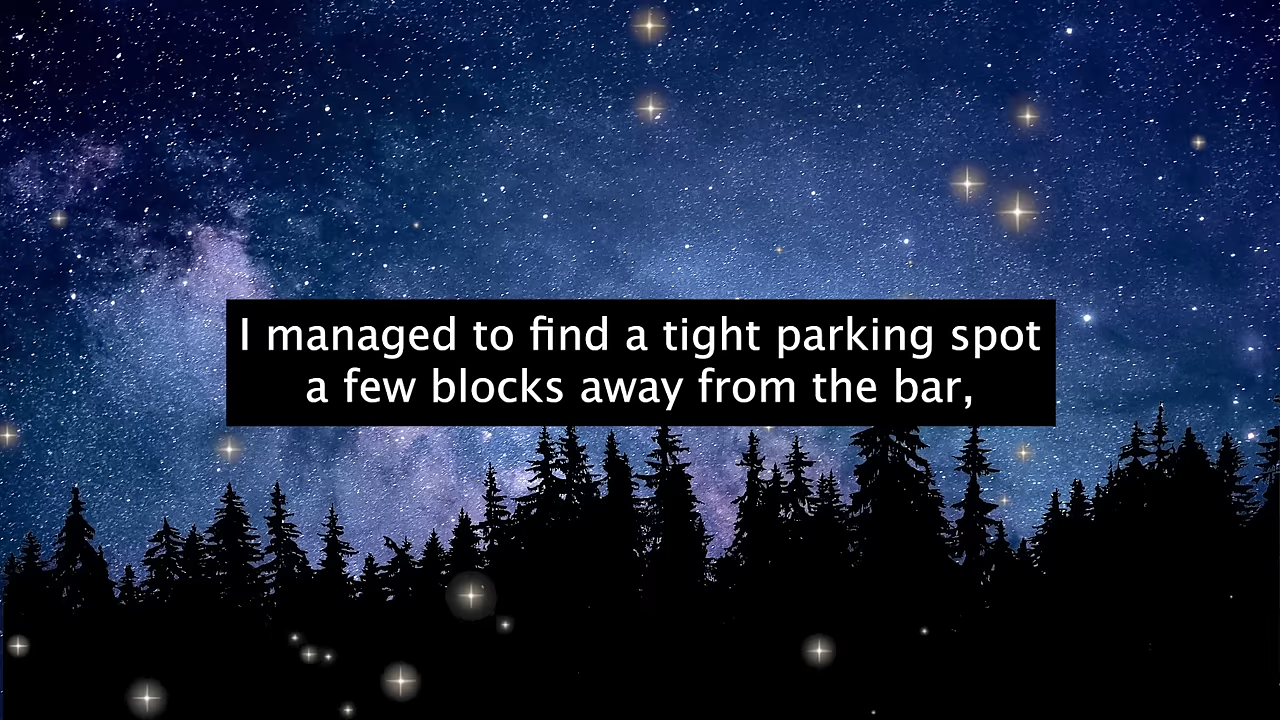 I managed to find a tight parking spot
a few blocks away from the bar,